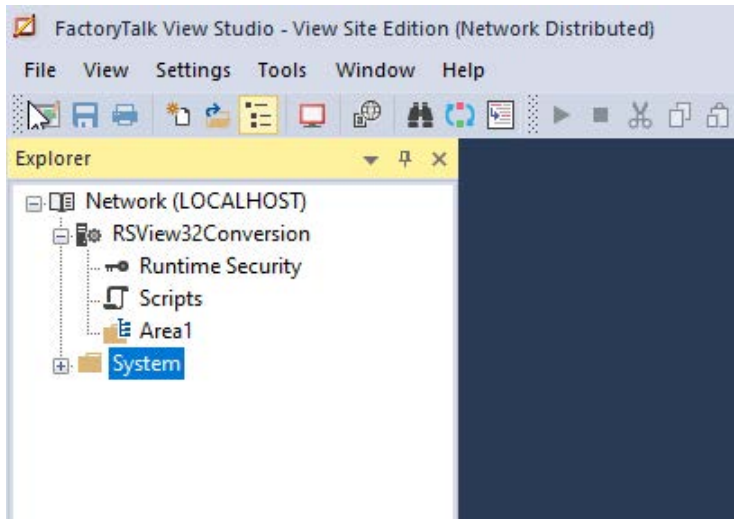 FactoryTalk View Studio - View Site Edition (Network Distributed)
File View Settings Tools Window Help
Explorer
Network (LOCALHOST)
RSView32Conversion
Runtime Security
Scripts
Area1
System